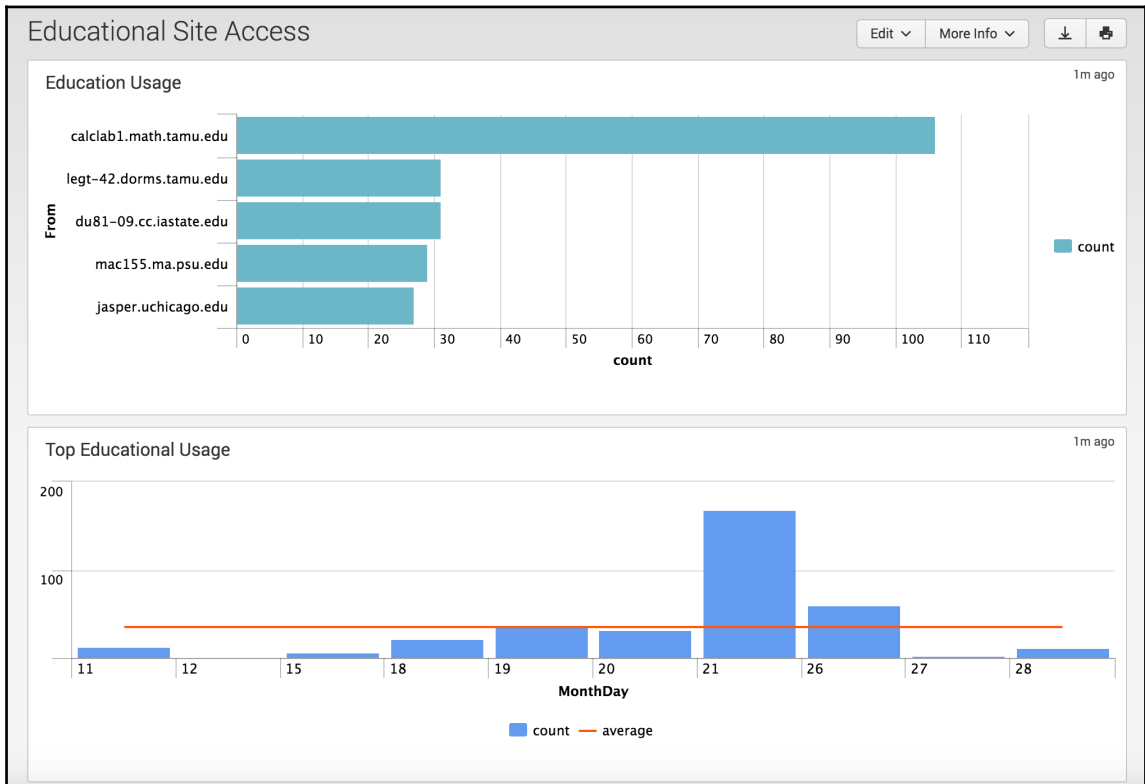 Educational Site Access
Edit
More Info
Education Usage
1m ago
From
calclab1.math.tamu.edu
legt-42.dorms.tamu.edu
du81-09.cc.iastate.edu
mac155.ma.psu.edu
jasper.uchicago.edu
count
0 10 20 30 40 50 60 70 80 90 100 110
count
Top Educational Usage
1m ago
200
100
11 12 15 18 19 20 21 26 27 28
MonthDay
count average